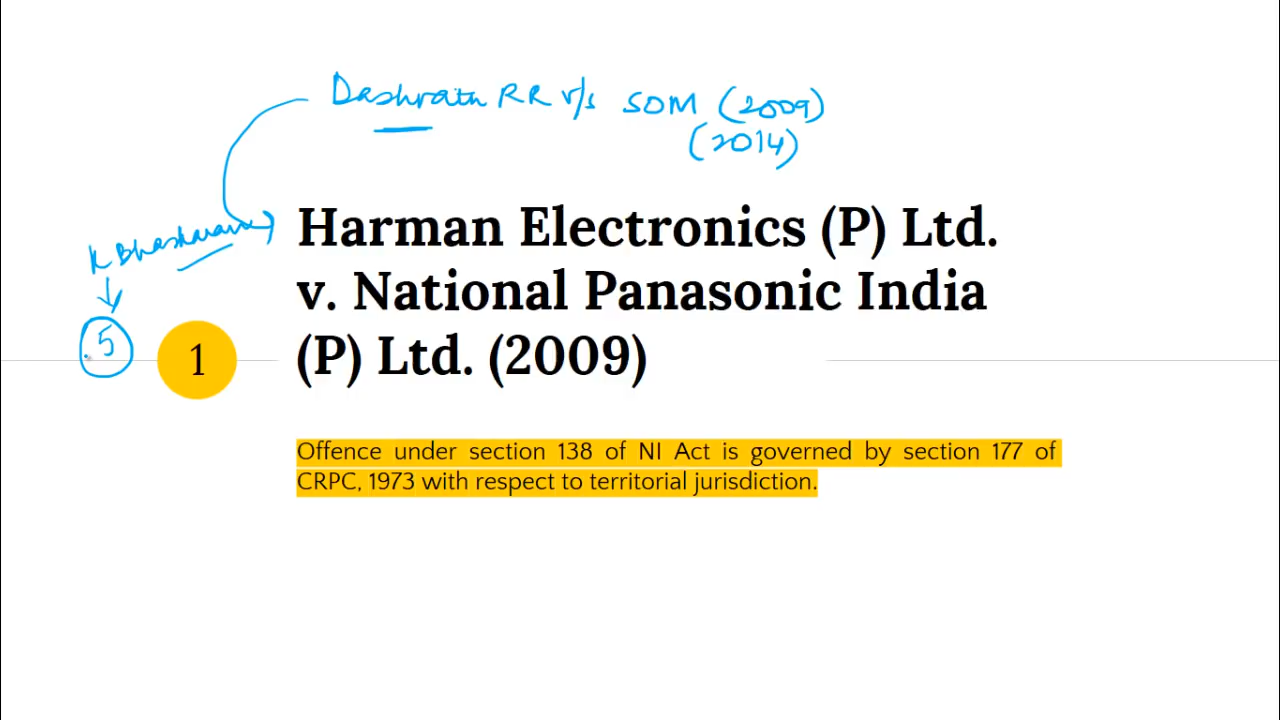 Dashrath RR v/s SOM (2009)
(2014)
K Bhaskaran
.5
1
Harman Electronics (P) Ltd.
v. National Panasonic India
(P) Ltd. (2009)
Offence under section 138 of NI Act is governed by section 177 of
CRPC, 1973 with respect to territorial jurisdiction.